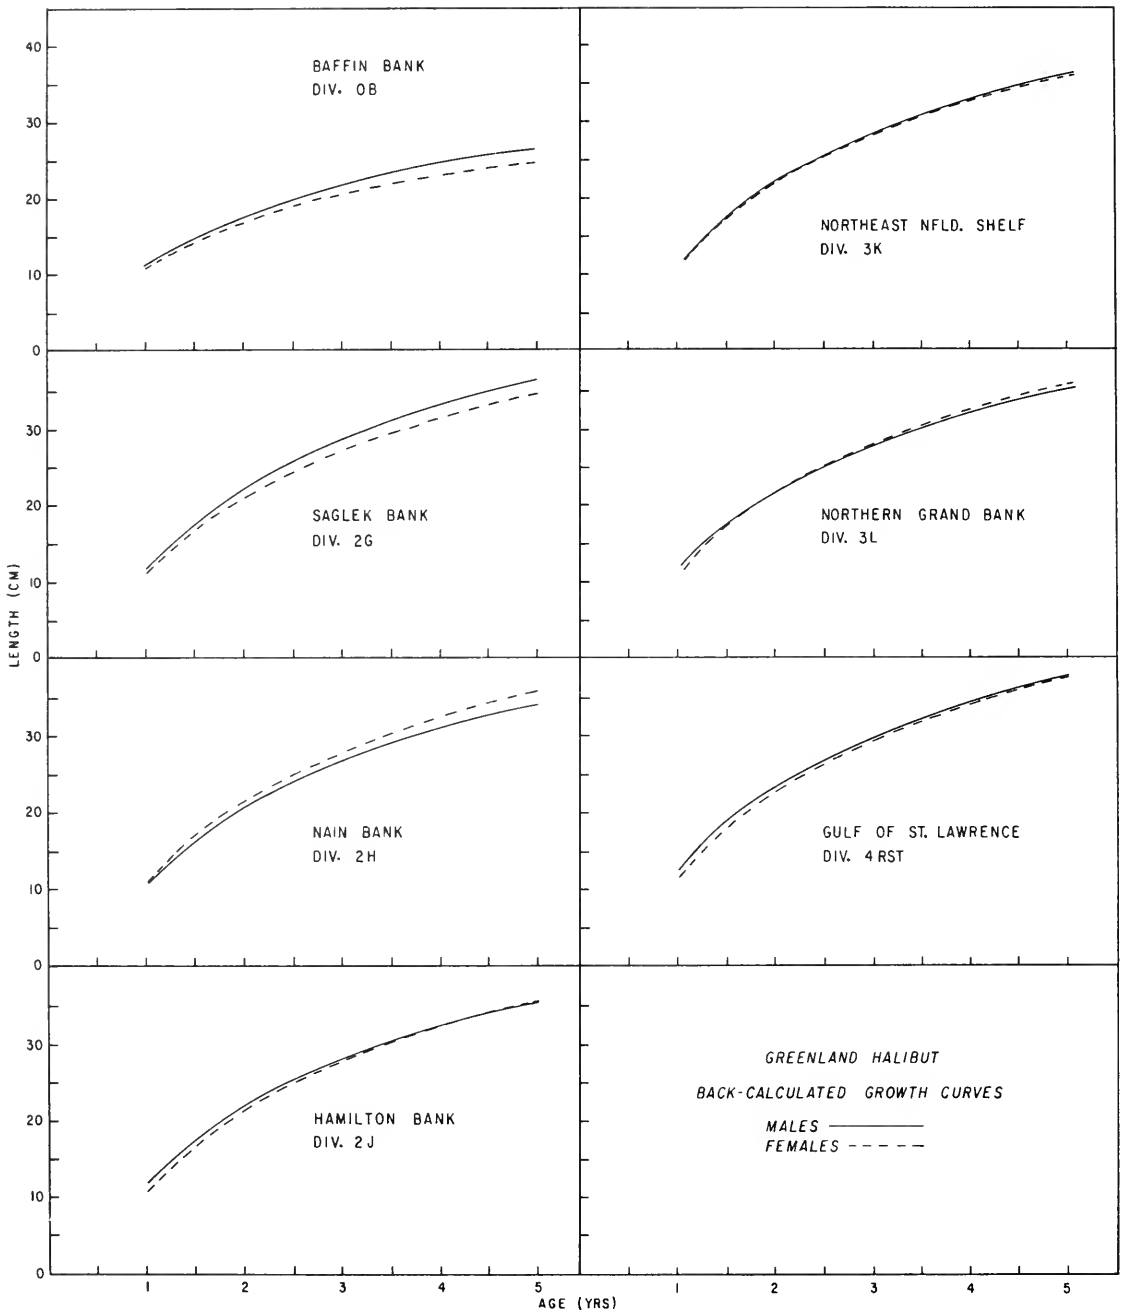 40
30
20
10
0
BAFFIN BANK
DIV. OB
NORTHEAST NFLD. SHELF
DIV. 3K
30
20
10
0
SAGLEK BANK
DIV. 2G
NORTHERN GRAND BANK
DIV. 3L
LENGTH (CM)
30
20
10
0
NAIN BANK
DIV. 2H
GULF OF ST. LAWRENCE
DIV. 4RST
30
20
10
0
HAMILTON BANK
DIV. 2J
GREENLAND HALIBUT
BACK-CALCULATED GROWTH CURVES
MALES
FEMALES
1 2 3 4 5
1 2 3 4 5
AGE (YRS)